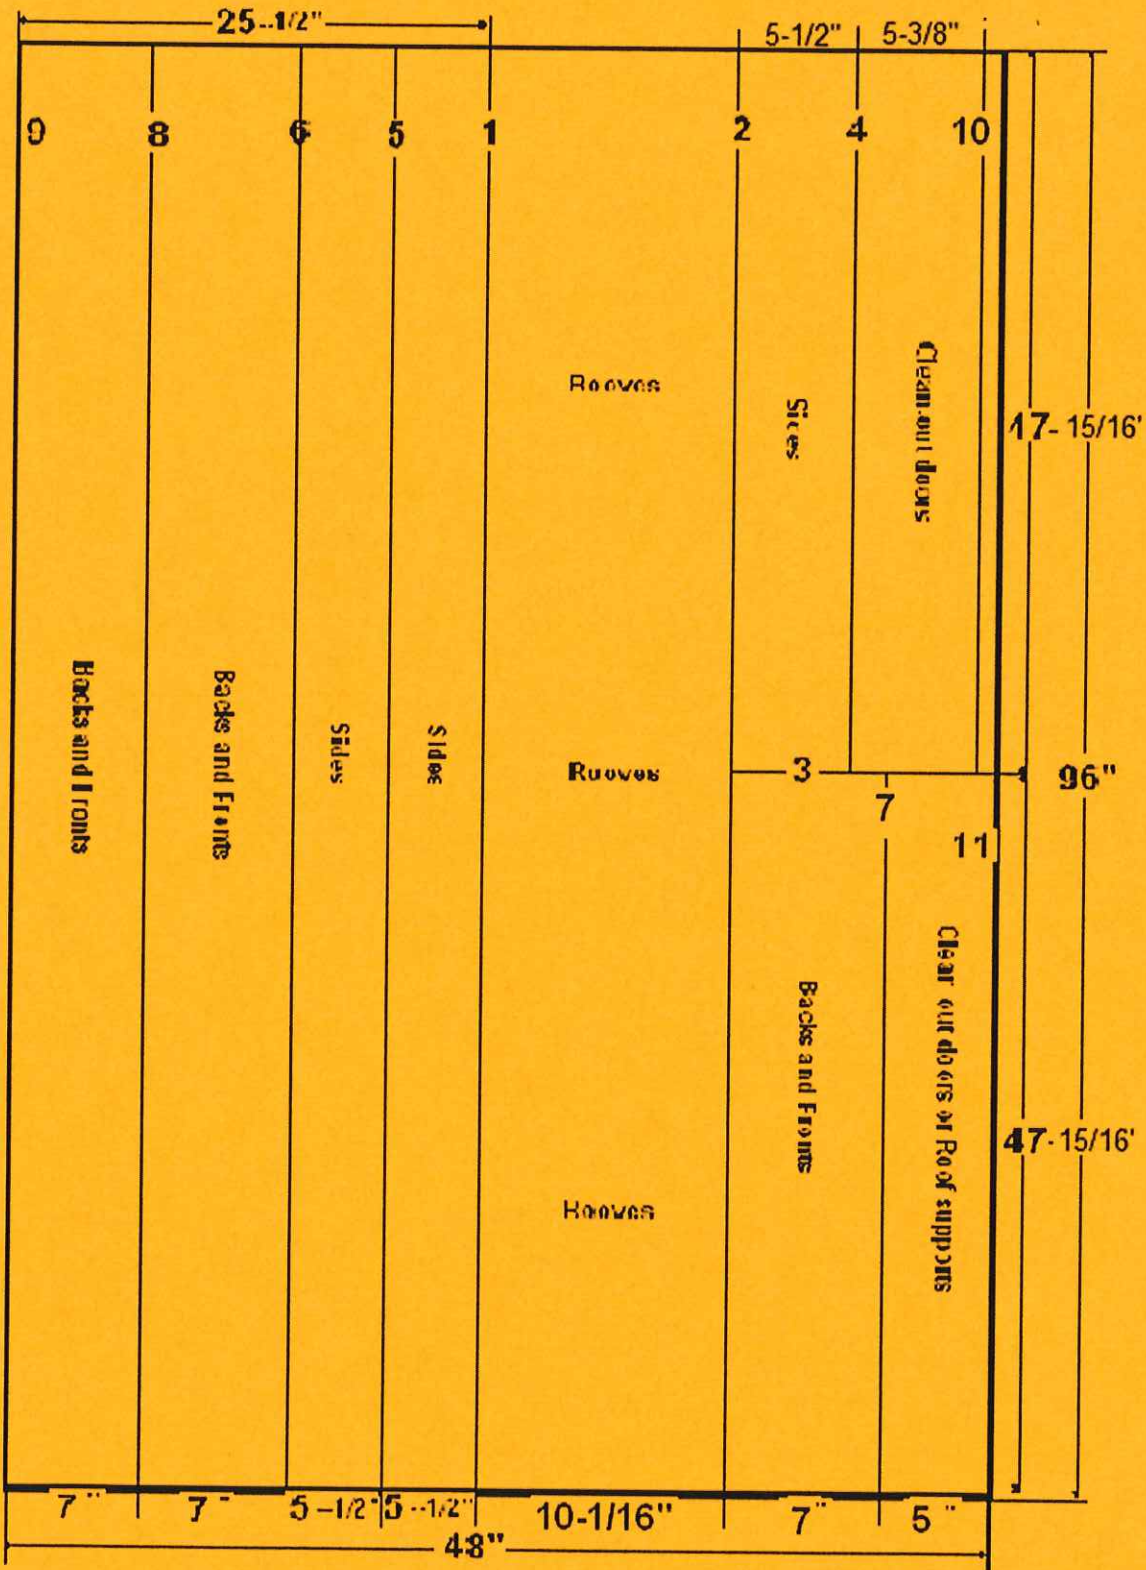 25-1/2"
5-1/2" 5-3/8"
9 8 6 5 1 2 4 10
Rooves
Sides
Clean-out doors
47-15/16"
Backs and Fronts
Backs and Fronts
Sides
Sides
Rooves
3
96"
7
11
Backs and Fronts
Clean out doors or Roof supports
47-15/16"
Rooves
7" 7" 5-1/2" 5-1/2" 10-1/16" 7" 5"
48"